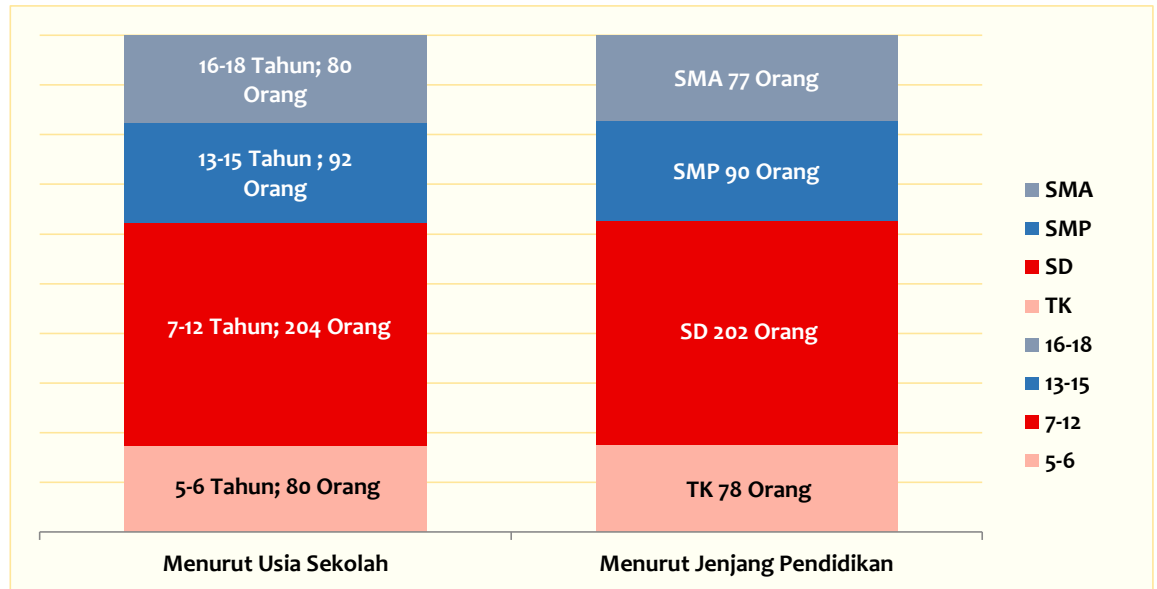 16-18 Tahun; 80
Orang
13-15 Tahun ; 92
Orang
7-12 Tahun; 204 Orang
5-6 Tahun; 80 Orang
SMA 77 Orang
SMP 90 Orang
SD 202 Orang
TK 78 Orang
Menurut Usia Sekolah
Menurut Jenjang Pendidikan
SMA
SMP
SD
TK
16-18
13-15
7-12
5-6